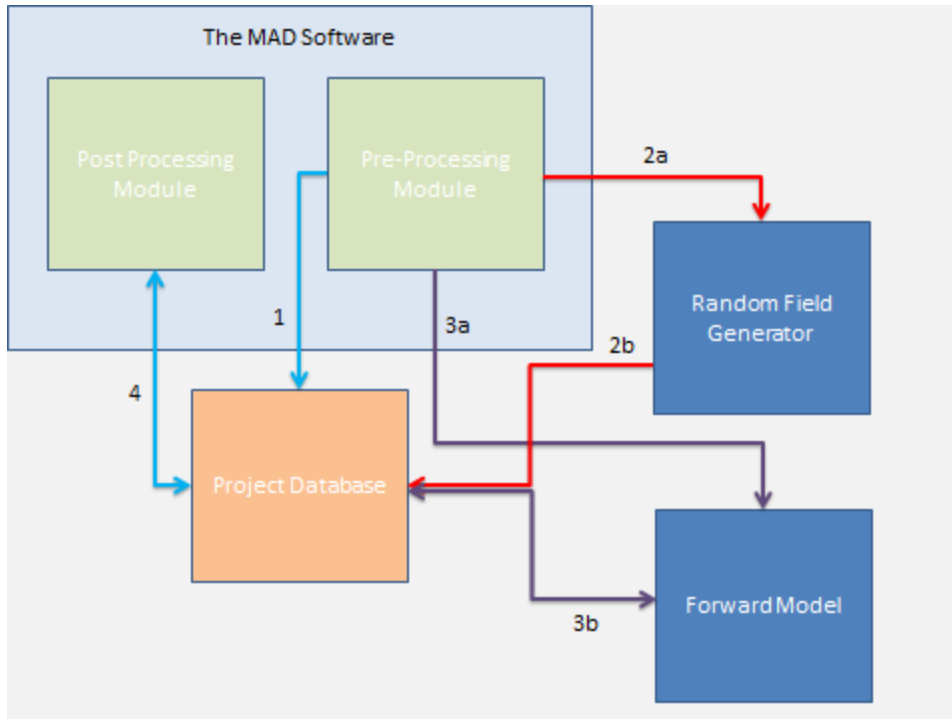 The MAD Software
Post Processing
Module
Pre-Processing
Module
2a
Random Field
Generator
1
3a
2b
4
Project Database
Forward Model
3b